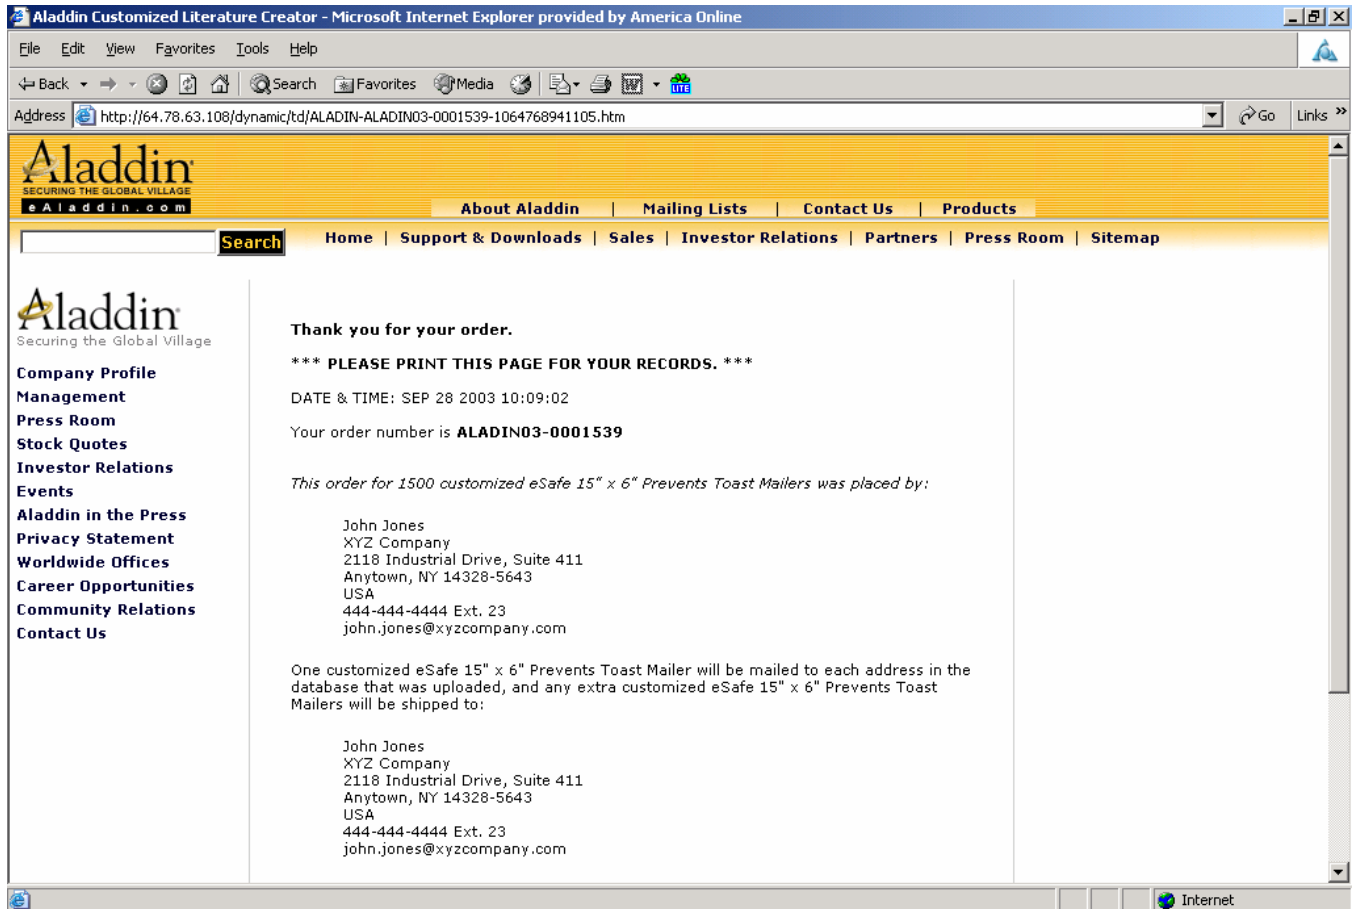 Aladdin Customized Literature Creator - Microsoft Internet Explorer provided by America Online
File Edit View Favorites Tools Help
Back Search Favorites Media LITE
Address http://64.78.63.108/dynamic/td/ALADIN-ALADIN03-0001539-1064768941105.htm Go Links »
Aladdin
SECURING THE GLOBAL VILLAGE
eAladdin.com
About Aladdin | Mailing Lists | Contact Us | Products
Search Home | Support & Downloads | Sales | Investor Relations | Partners | Press Room | Sitemap
Aladdin
Securing the Global Village
Company Profile
Management
Press Room
Stock Quotes
Investor Relations
Events
Aladdin in the Press
Privacy Statement
Worldwide Offices
Career Opportunities
Community Relations
Contact Us
Thank you for your order.
*** PLEASE PRINT THIS PAGE FOR YOUR RECORDS. ***
DATE & TIME: SEP 28 2003 10:09:02
Your order number is ALADIN03-0001539
This order for 1500 customized eSafe 15" x 6" Prevents Toast Mailers was placed by:
John Jones
XYZ Company
2118 Industrial Drive, Suite 411
Anytown, NY 14328-5643
USA
444-444-4444 Ext. 23
john.jones@xyzcompany.com
One customized eSafe 15" x 6" Prevents Toast Mailer will be mailed to each address in the
database that was uploaded, and any extra customized eSafe 15" x 6" Prevents Toast
Mailers will be shipped to:
John Jones
XYZ Company
2118 Industrial Drive, Suite 411
Anytown, NY 14328-5643
USA
444-444-4444 Ext. 23
john.jones@xyzcompany.com
Internet